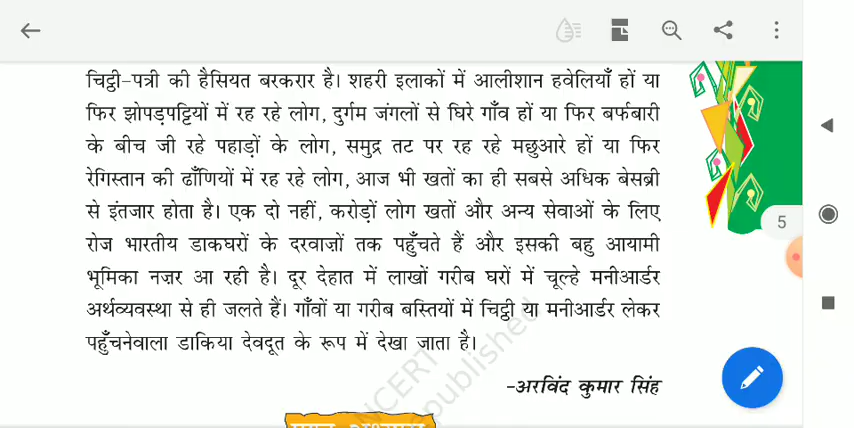 चिट्ठी-पत्री की हैसियत बरकरार है। शहरी इलाकों में आलीशान हवेलियाँ हों या
फिर झोपड़पट्टियों में रह रहे लोग, दुर्गम जंगलों से घिरे गाँव हों या फिर बर्फबारी
के बीच जी रहे पहाड़ों के लोग, समुद्र तट पर रह रहे मछुआरे हों या फिर
रेगिस्तान की ढाँणियों में रह रहे लोग, आज भी खतों का ही सबसे अधिक बेसब्री
से इंतजार होता है। एक दो नहीं, करोड़ों लोग खतों और अन्य सेवाओं के लिए
रोज भारतीय डाकघरों के दरवाज़ों तक पहुँचते हैं और इसकी बहु आयामी
भूमिका नजर आ रही है। दूर देहात में लाखों गरीब घरों में चूल्हे मनीआर्डर
अर्थव्यवस्था से ही जलते हैं। गाँवों या गरीब बस्तियों में चिट्ठी या मनीआर्डर लेकर
पहुँचनेवाला डाकिया देवदूत के रूप में देखा जाता है।
-अरविंद कुमार सिंह
5
NCERT
published